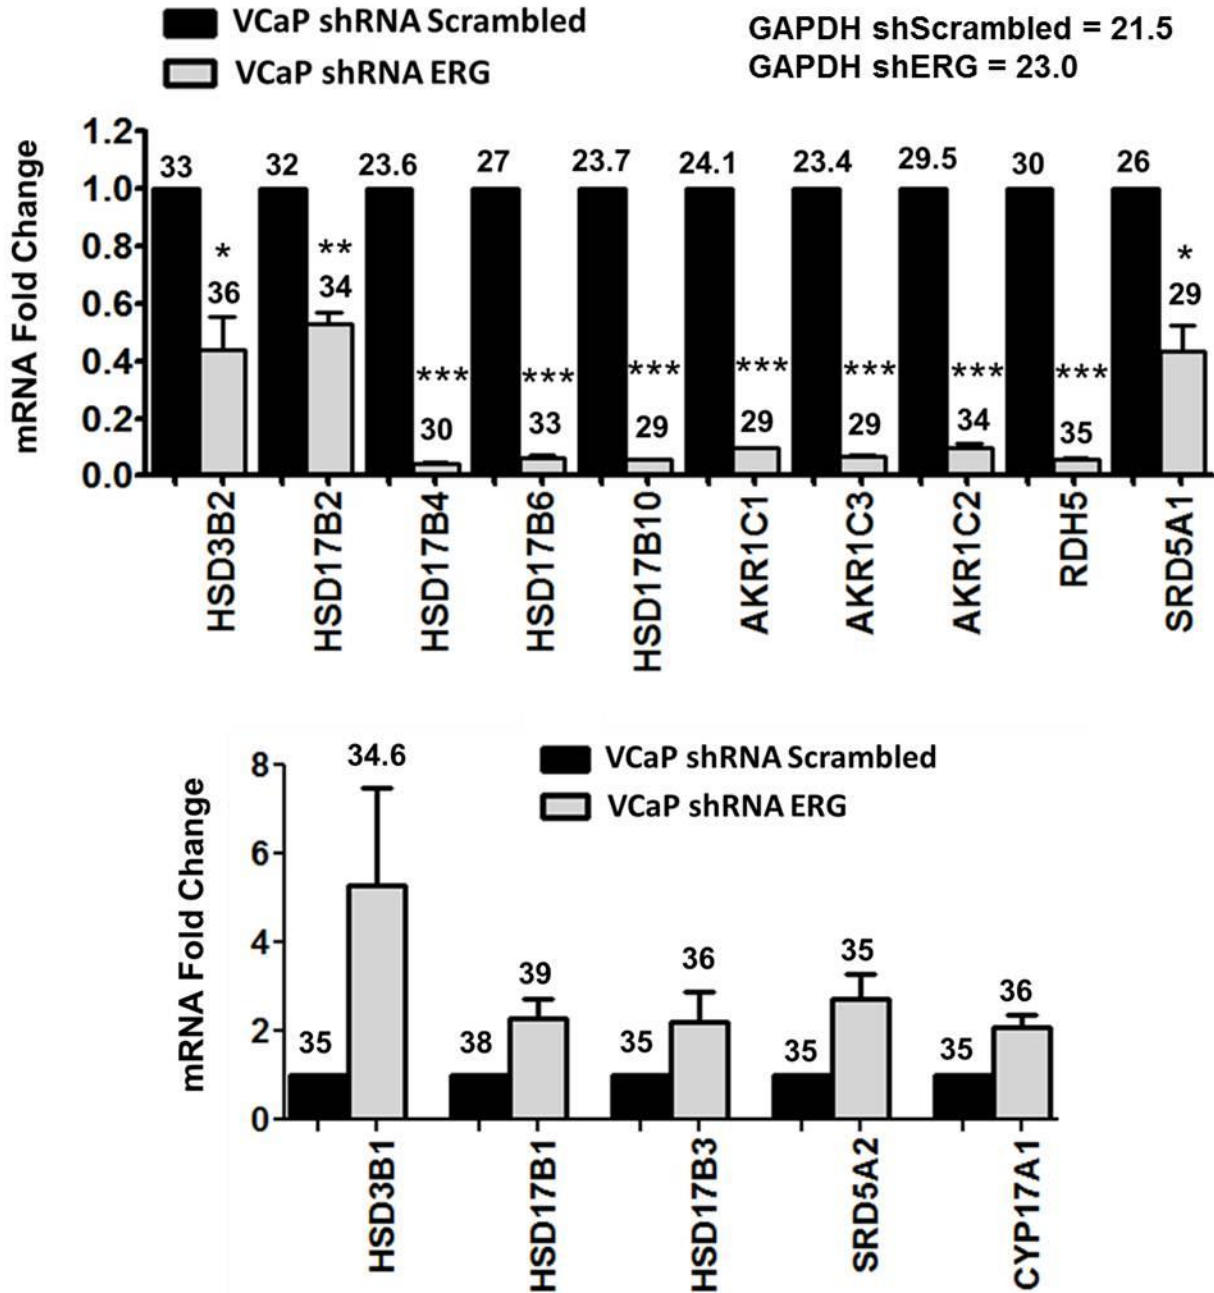 VCaP shRNA Scrambled
VCaP shRNA ERG
GAPDH shScrambled = 21.5
GAPDH shERG = 23.0
mRNA Fold Change
1.2
1.0
0.8
0.6
0.4
0.2
0.0
33 32 23.6 27 23.7 24.1 23.4 29.5 30 26
* ** *** *** *** *** *** *** *** *
36 34 30 33 29 29 29 34 35 29
HSD3B2
HSD17B2
HSD17B4
HSD17B6
HSD17B10
AKR1C1
AKR1C3
AKR1C2
RDH5
SRD5A1
VCaP shRNA Scrambled
VCaP shRNA ERG
mRNA Fold Change
8
6
4
2
0
34.6 39 36 35 36
35 38 35 35 35
HSD3B1
HSD17B1
HSD17B3
SRD5A2
CYP17A1